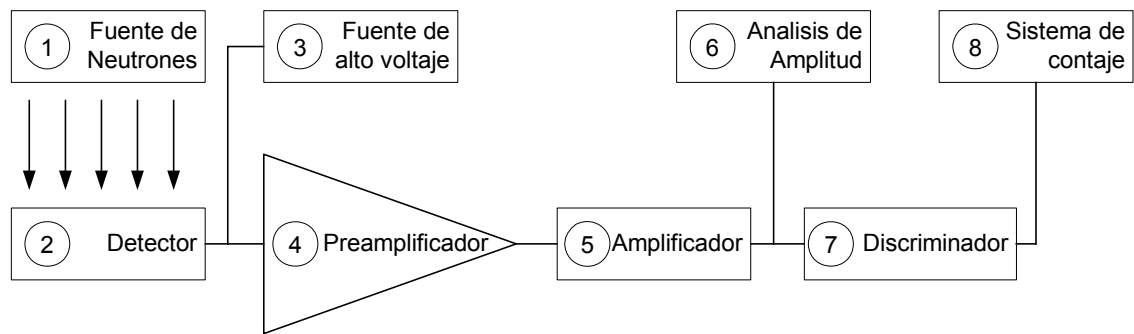 1 Fuente de
Neutrones
3 Fuente de
alto voltaje
6 Analisis de
Amplitud
8 Sistema de
contaje
2 Detector
4 Preamplificador
5 Amplificador
7 Discriminador